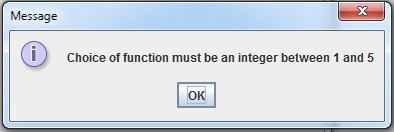 Message
Choice of function must be an integer between 1 and 5
OK